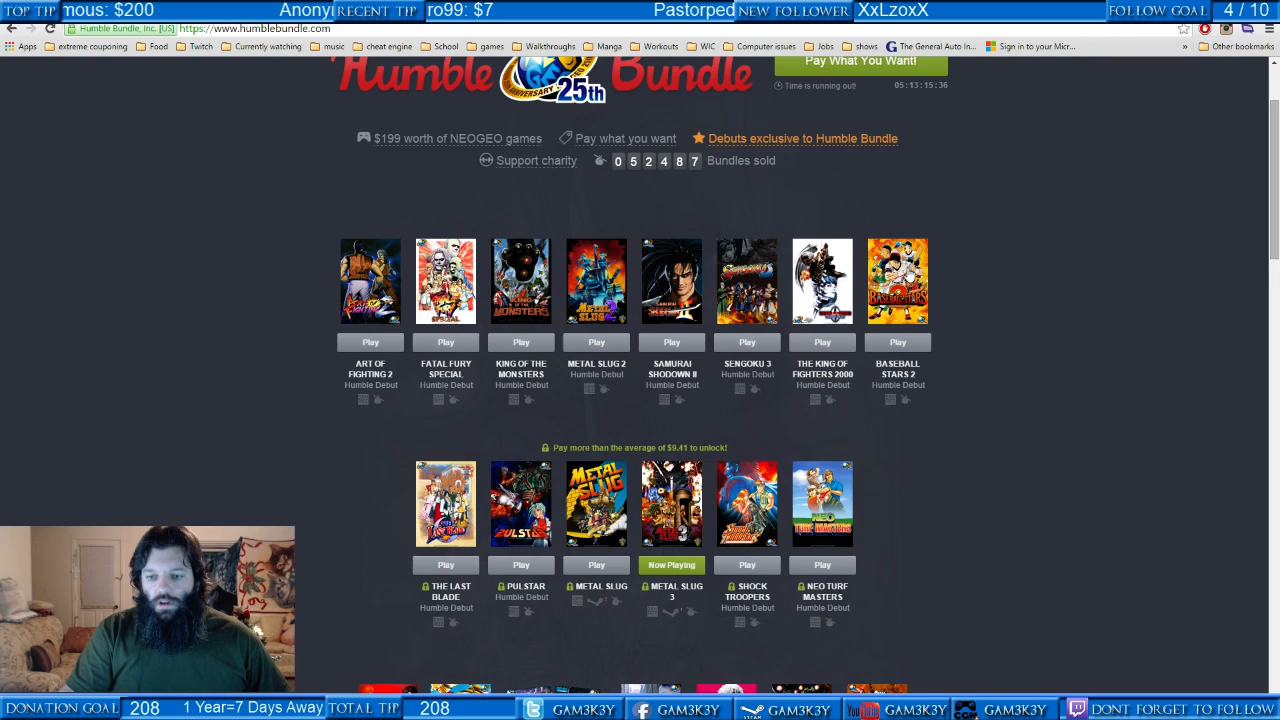 TOP TIP mous: $200 Anonyi RECENT TIP ro99: $7 Pastorped NEW FOLLOWER XxLzoxX FOLLOW GOAL 4 / 10
Humble Bundle, Inc. [US] https://www.humblebundle.com
Apps extreme couponing Food Twitch Currently watching music cheat engine School games Walkthroughs Manga Workouts WIC Computer issues Jobs shows The General Auto In... Sign in to your Micr... » Other bookmarks
Humble 25th Bundle
Pay What You Want!
Time is running out! 05:13:15:36
$199 worth of NEOGEO games Pay what you want Debuts exclusive to Humble Bundle
Support charity 0 5 2 4 8 7 Bundles sold
Play Play Play Play Play Play Play Play
ART OF FATAL FURY KING OF THE METAL SLUG 2 SAMURAI SENGOKU 3 THE KING OF BASEBALL
FIGHTING 2 SPECIAL MONSTERS Humble Debut SHODOWN II Humble Debut FIGHTERS 2000 STARS 2
Humble Debut Humble Debut Humble Debut Humble Debut Humble Debut Humble Debut
Pay more than the average of $9.41 to unlock!
Play Play Play Now Playing Play Play
THE LAST PULSTAR METAL SLUG METAL SLUG SHOCK NEO TURF
BLADE Humble Debut 3 TROOPERS MASTERS
Humble Debut Humble Debut Humble Debut
DONATION GOAL 208 1 Year=7 Days Away TOTAL TIP 208 GAM3K3Y GAM3K3Y STEAM GAM3K3Y YouTube GAM3K3Y GAM3K3Y DONT FORGET TO FOLLOW